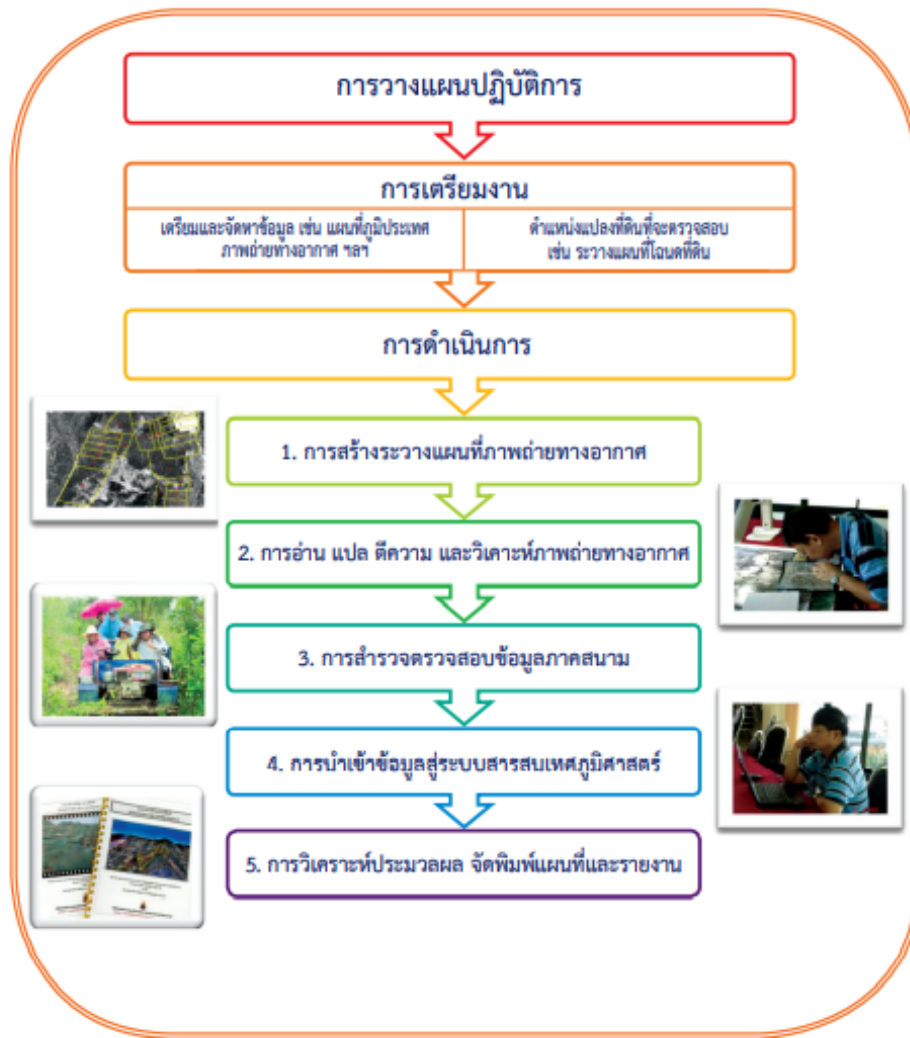 การวางแผนปฏิบัติการ
การเตรียมงาน
เตรียมและจัดหาข้อมูล เช่น แผนที่ภูมิประเทศ
ภาพถ่ายทางอากาศ ฯลฯ
ตำแหน่งแปลงที่ดินที่จะตรวจสอบ
เช่น ระวางแผนที่โฉนดที่ดิน
การดำเนินการ
1. การสร้างระวางแผนที่ภาพถ่ายทางอากาศ
2. การอ่าน แปล ตีความ และวิเคาะห์ภาพถ่ายทางอากาศ
3. การสำรวจตรวจสอบข้อมูลภาคสนาม
4. การนำเข้าข้อมูลสู่ระบบสารสนเทศภูมิศาสตร์
5. การวิเคราะห์ประมวลผล จัดพิมพ์แผนที่และรายงาน